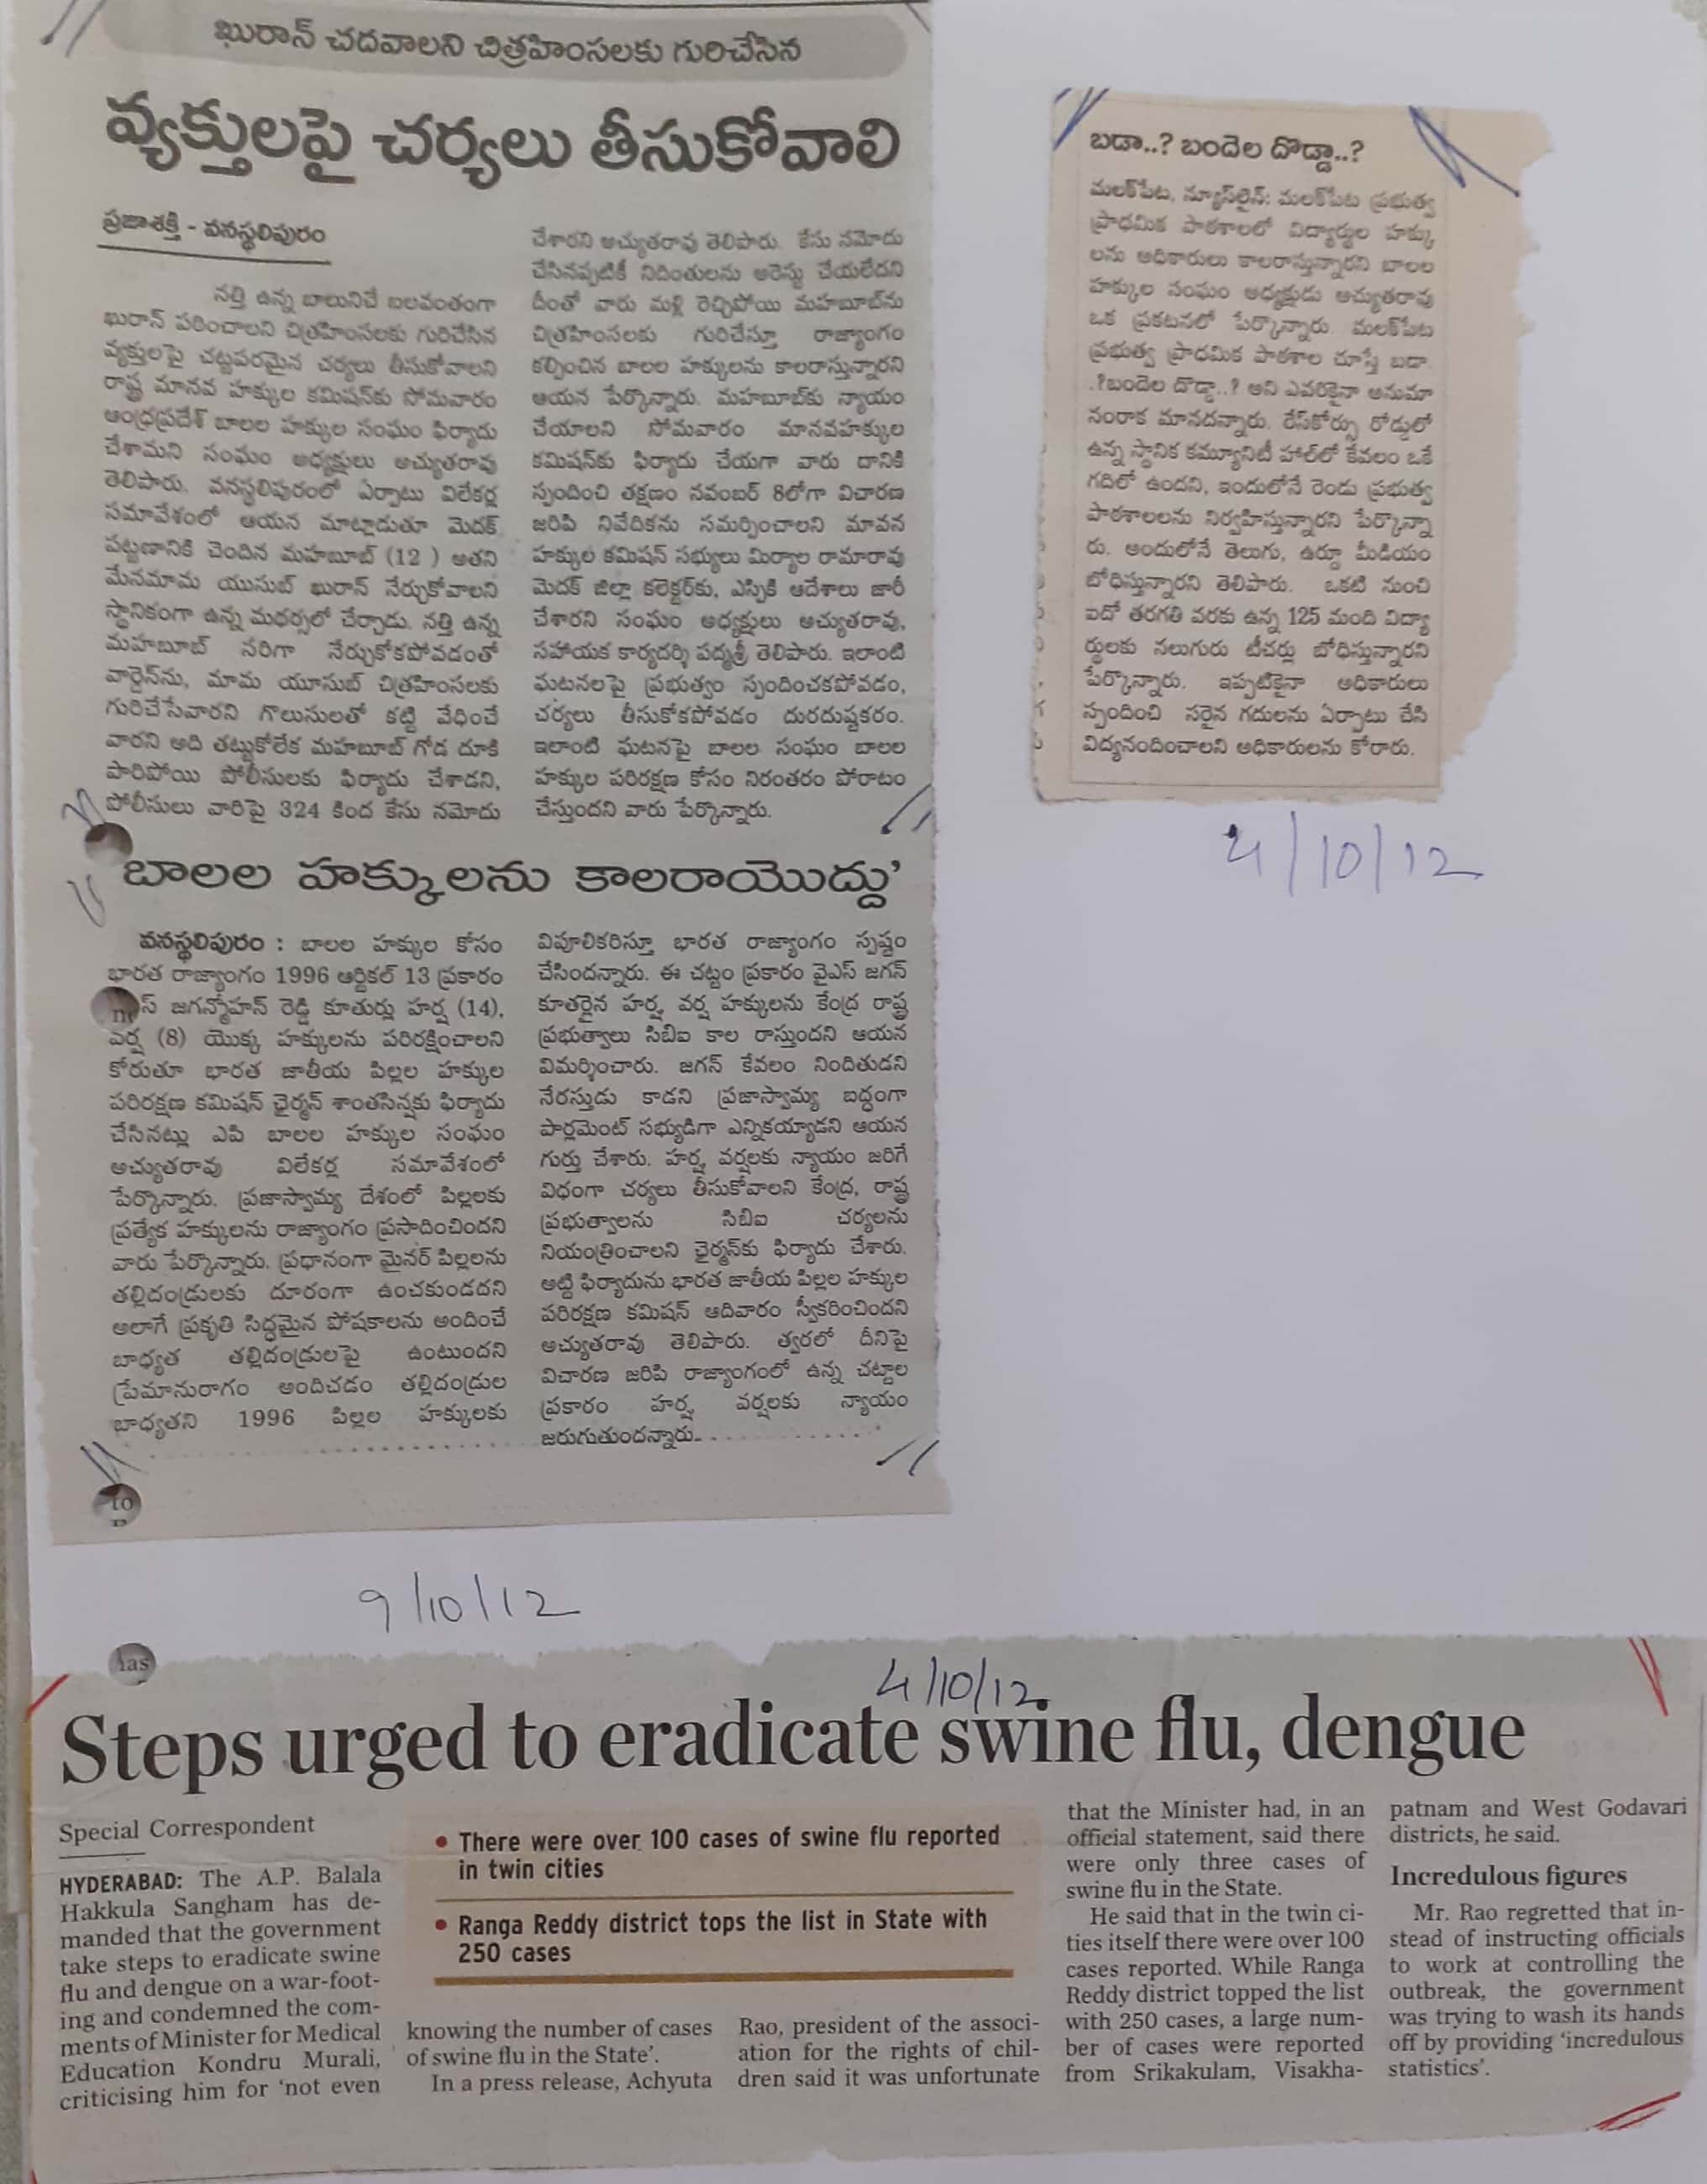 ఖురాన్ చదవాలని చిత్రహింసలకు గురిచేసిన
వ్యక్తులపై చర్యలు తీసుకోవాలి
ప్రజాశక్తి - వనస్థలిపురం
నత్తి ఉన్న బాలునిచే బలవంతంగా
ఖురాన్ పఠించాలని చిత్రహింసలకు గురిచేసిన
వ్యక్తులపై చట్టపరమైన చర్యలు తీసుకోవాలని
రాష్ట్ర మానవ హక్కుల కమిషన్‌కు సోమవారం
ఆంధ్రప్రదేశ్ బాలల హక్కుల సంఘం ఫిర్యాదు
చేశామని సంఘం అధ్యక్షులు అచ్యుతరావు
తెలిపారు. వనస్థలిపురంలో ఏర్పాటు విలేకర్ల
సమావేశంలో ఆయన మాట్లాడుతూ మెదక్
పట్టణానికి చెందిన మహబూబ్ (12 ) అతని
మేనమామ యుసుబ్ ఖురాన్ నేర్చుకోవాలని
స్థానికంగా ఉన్న మధర్సలో చేర్చాడు. నత్తి ఉన్న
మహబూబ్ సరిగా నేర్చుకోకపోవడంతో
వార్డెన్‌ను, మామ యూసుబ్ చిత్రహింసలకు
గురిచేసేవారని గొలుసులతో కట్టి వేధించే
వారని అది తట్టుకోలేక మహబూబ్ గోడ దూకి
పారిపోయి పోలీసులకు ఫిర్యాదు చేశాడని,
పోలీసులు వారిపై 324 కింద కేసు నమోదు
చేశారని అచ్యుతరావు తెలిపారు. కేసు నమోదు
చేసినప్పటికీ నిదింతులను అరెస్టు చేయలేదని
దీంతో వారు మళ్లి రెచ్చిపోయి మహబూబ్‌ను
చిత్రహింసలకు గురిచేస్తూ రాజ్యాంగం
కల్పించిన బాలల హక్కులను కాలరాస్తున్నారని
ఆయన పేర్కొన్నారు. మహబూబ్‌కు న్యాయం
చేయాలని సోమవారం మానవహక్కుల
కమిషన్‌కు ఫిర్యాదు చేయగా వారు దానికి
స్పందించి తక్షణం నవంబర్ 8లోగా విచారణ
జరిపి నివేదికను సమర్పించాలని మావన
హక్కుల కమిషన్ సభ్యులు మిర్యాల రామారావు
మెదక్ జిల్లా కలెక్టర్‌కు, ఎస్పికి ఆదేశాలు జారీ
చేశారని సంఘం అధ్యక్షులు అచ్యుతరావు,
సహాయక కార్యదర్శి పద్మశ్రీ తెలిపారు. ఇలాంటి
ఘటనలపై ప్రభుత్వం స్పందించకపోవడం,
చర్యలు తీసుకోకపోవడం దురదుష్టకరం.
ఇలాంటి ఘటనపై బాలల సంఘం బాలల
హక్కుల పరిరక్షణ కోసం నిరంతరం పోరాటం
చేస్తుందని వారు పేర్కొన్నారు.
బాలల హక్కులను కాలరాయొద్దు'
వనస్థలిపురం : బాలల హక్కుల కోసం
భారత రాజ్యాంగం 1996 ఆర్టికల్ 13 ప్రకారం
స్ జగన్మోహన్ రెడ్డి కూతుర్లు హర్ష (14),
వర్ష (8) యొక్క హక్కులను పరిరక్షించాలని
కోరుతూ భారత జాతీయ పిల్లల హక్కుల
పరిరక్షణ కమిషన్ ఛైర్మన్ శాంతసిన్హకు ఫిర్యాదు
చేసినట్లు ఎపి బాలల హక్కుల సంఘం
అచ్యుతరావు విలేకర్ల సమావేశంలో
పేర్కొన్నారు. ప్రజాస్వామ్య దేశంలో పిల్లలకు
ప్రత్యేక హక్కులను రాజ్యాంగం ప్రసాదించిందని
వారు పేర్కొన్నారు. ప్రధానంగా మైనర్ పిల్లలను
తల్లిదండ్రులకు దూరంగా ఉంచకుండదని
అలాగే ప్రకృతి సిద్ధమైన పోషకాలను అందించే
బాధ్యత తల్లిదండ్రులపై ఉంటుందని
ప్రేమానురాగం అందిచడం తల్లిదండ్రుల
బాధ్యతని 1996 పిల్లల హక్కులకు
విపూలికరిస్తూ భారత రాజ్యాంగం స్పష్టం
చేసిందన్నారు. ఈ చట్టం ప్రకారం వైఎస్ జగన్
కూతరైన హర్ష, వర్ష హక్కులను కేంద్ర రాష్ట్ర
ప్రభుత్వాలు సిబిఐ కాల రాస్తుందని ఆయన
విమర్శించారు. జగన్ కేవలం నిందితుడని
నేరస్తుడు కాడని ప్రజాస్వామ్య బద్ధంగా
పార్లమెంట్ సభ్యుడిగా ఎన్నికయ్యాడని ఆయన
గుర్తు చేశారు. హర్ష, వర్షలకు న్యాయం జరిగే
విధంగా చర్యలు తీసుకోవాలని కేంద్ర, రాష్ట్ర
ప్రభుత్వాలను సిబిఐ చర్యలను
నియంత్రించాలని ఛైర్మన్‌కు ఫిర్యాదు చేశారు.
అట్టి ఫిర్యాదును భారత జాతీయ పిల్లల హక్కుల
పరిరక్షణ కమిషన్ ఆదివారం స్వీకరించిందని
అచ్యుతరావు తెలిపారు. త్వరలో దీనిపై
విచారణ జరిపి రాజ్యాంగంలో ఉన్న చట్టాల
ప్రకారం హర్ష, వర్షలకు న్యాయం
జరుగుతుందన్నారు.
to
9/10/12
బడా..? బందెల దొడ్డా..?
మలక్‌పేట, న్యూస్‌లైన్: మలక్‌పేట ప్రభుత్వ
ప్రాథమిక పాఠశాలలో విద్యార్థుల హక్కు
లను అధికారులు కాలరాస్తున్నారని బాలల
హక్కుల సంఘం అధ్యక్షుడు అచ్యుతరావు
ఒక ప్రకటనలో పేర్కొన్నారు. మలక్‌పేట
ప్రభుత్వ ప్రాథమిక పాఠశాల చూస్తే బడా.
.?బందెల దొడ్డా..? అని ఎవరికైనా అనుమా
నంరాక మానదన్నారు. రేస్‌కోర్సు రోడ్డులో
ఉన్న స్థానిక కమ్యూనిటీ హాల్‌లో కేవలం ఒకే
గదిలో ఉందని, ఇందులోనే రెండు ప్రభుత్వ
పాఠశాలలను నిర్వహిస్తున్నారని పేర్కొన్నా
రు. అందులోనే తెలుగు, ఉర్దూ మీడియం
బోధిస్తున్నారని తెలిపారు. ఒకటి నుంచి
ఐదో తరగతి వరకు ఉన్న 125 మంది విద్యా
ర్థులకు నలుగురు టీచర్లు బోధిస్తున్నారని
పేర్కొన్నారు. ఇప్పటికైనా అధికారులు
స్పందించి సరైన గదులను ఏర్పాటు చేసి
విద్యనందించాలని అధికారులను కోరారు.
4/10/12
las
4/10/12
Steps urged to eradicate swine flu, dengue
Special Correspondent
HYDERABAD: The A.P. Balala
Hakkula Sangham has de-
manded that the government
take steps to eradicate swine
flu and dengue on a war-foot-
ing and condemned the com-
ments of Minister for Medical
Education Kondru Murali,
criticising him for 'not even
• There were over 100 cases of swine flu reported
in twin cities
• Ranga Reddy district tops the list in State with
250 cases
knowing the number of cases
of swine flu in the State'.
In a press release, Achyuta
Rao, president of the associ-
ation for the rights of chil-
dren said it was unfortunate
that the Minister had, in an
official statement, said there
were only three cases of
swine flu in the State.
He said that in the twin ci-
ties itself there were over 100
cases reported. While Ranga
Reddy district topped the list
with 250 cases, a large num-
ber of cases were reported
from Srikakulam, Visakha-
patnam and West Godavari
districts, he said.
Incredulous figures
Mr. Rao regretted that in-
stead of instructing officials
to work at controlling the
outbreak, the government
was trying to wash its hands
off by providing 'incredulous
statistics'.